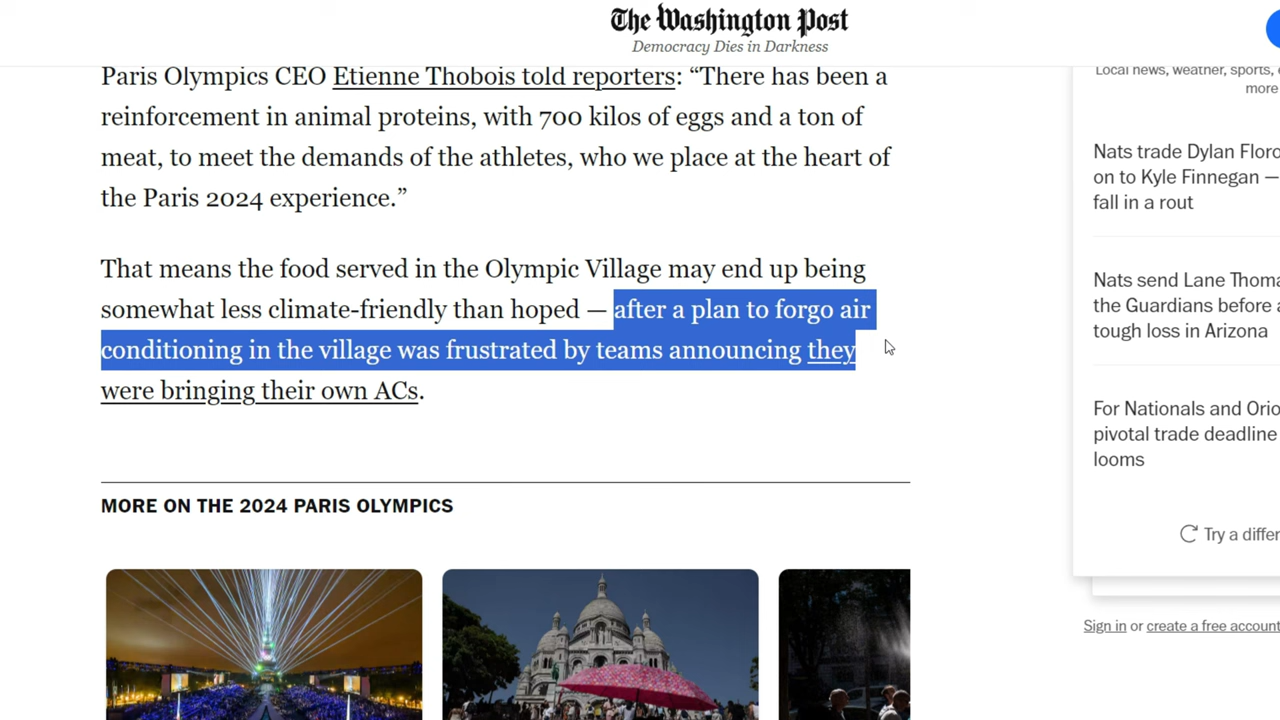 The Washington Post
Democracy Dies in Darkness
Paris Olympics CEO Etienne Thobois told reporters: “There has been a
reinforcement in animal proteins, with 700 kilos of eggs and a ton of
meat, to meet the demands of the athletes, who we place at the heart of
the Paris 2024 experience.”
That means the food served in the Olympic Village may end up being
somewhat less climate-friendly than hoped — after a plan to forgo air
conditioning in the village was frustrated by teams announcing they
were bringing their own ACs.
MORE ON THE 2024 PARIS OLYMPICS
Local news, weather, sports,
more
Nats trade Dylan Floro
on to Kyle Finnegan —
fall in a rout
Nats send Lane Thoma
the Guardians before a
tough loss in Arizona
For Nationals and Orio
pivotal trade deadline
looms
Try a differ
Sign in or create a free account